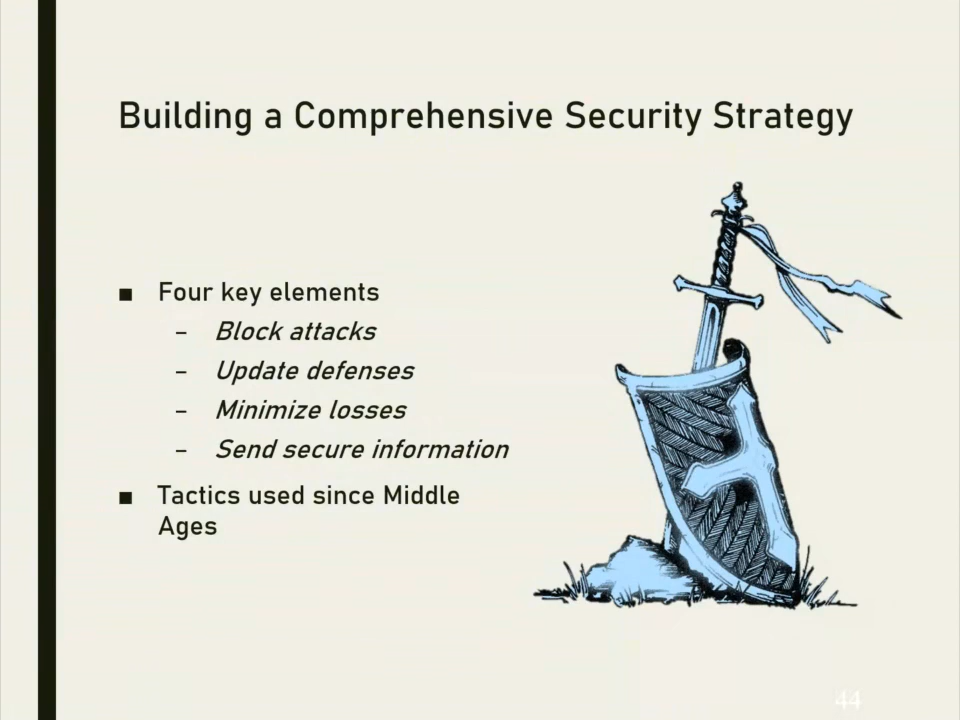 Building a Comprehensive Security Strategy
■ Four key elements
– Block attacks
– Update defenses
– Minimize losses
– Send secure information
■ Tactics used since Middle
Ages
44